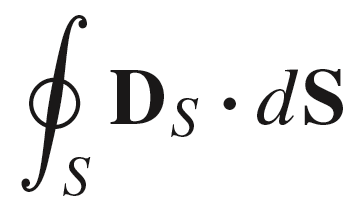 ∮_S 𝐃_S · d𝐒